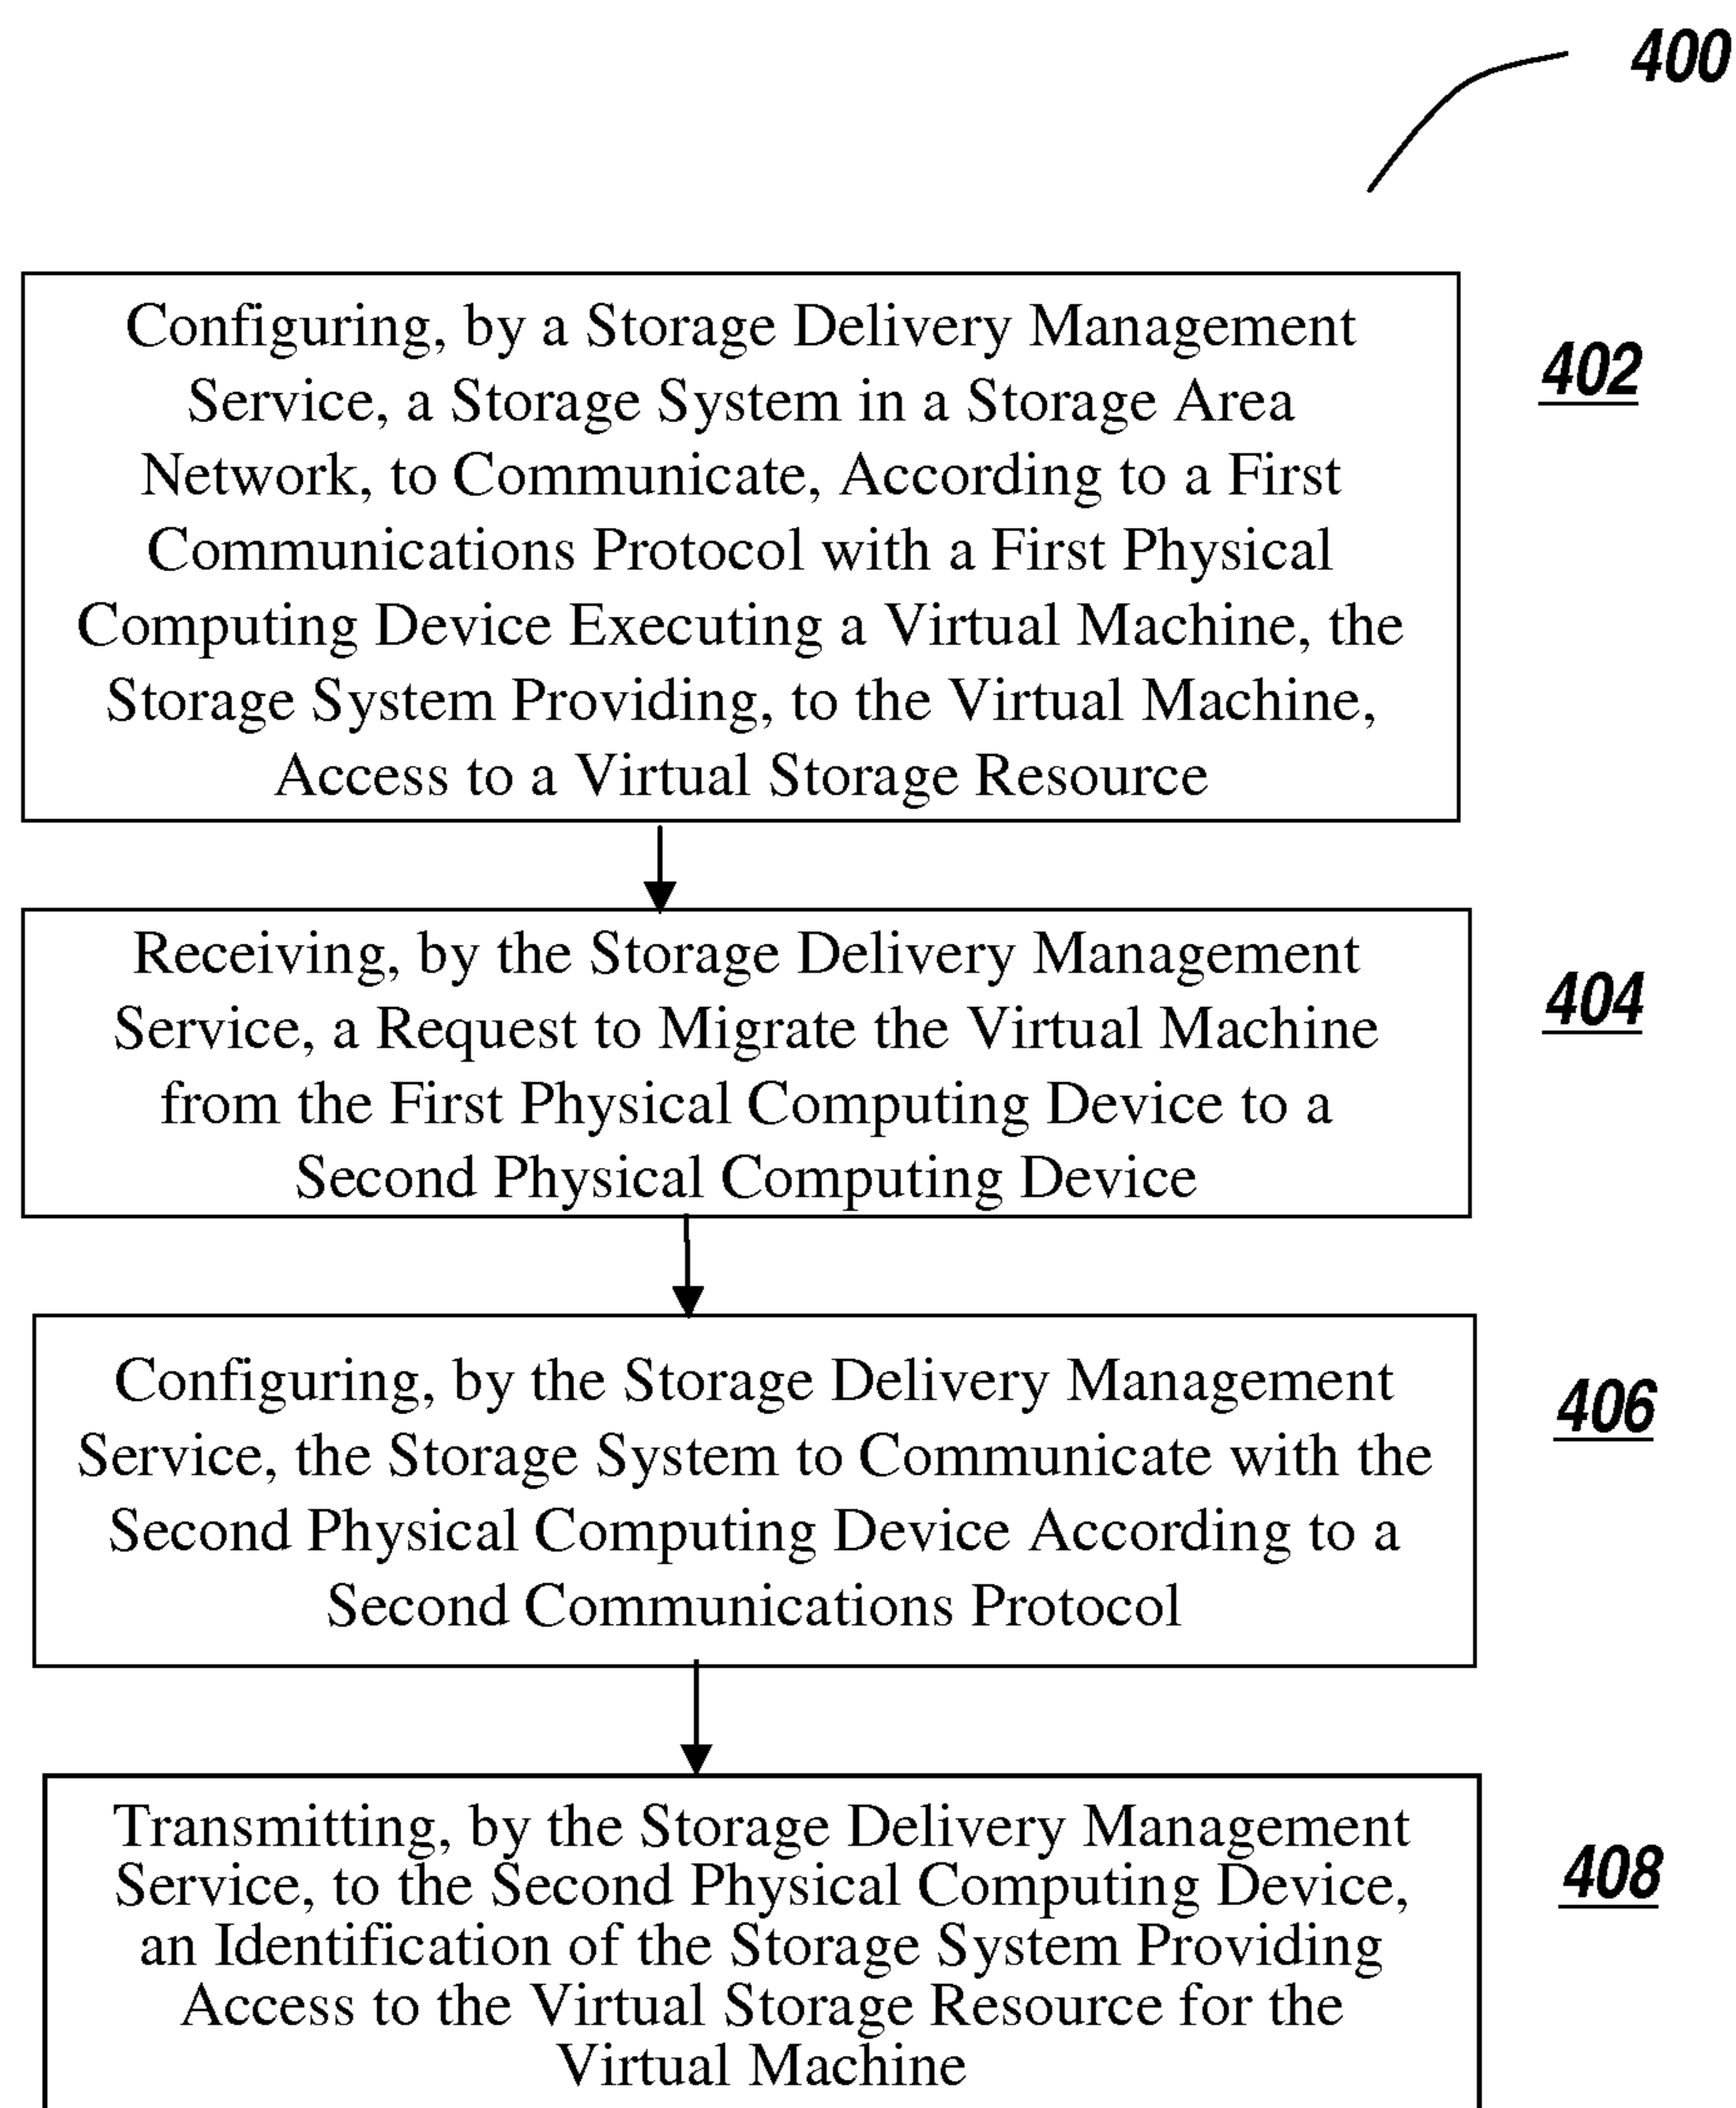 400
Configuring, by a Storage Delivery Management
Service, a Storage System in a Storage Area
Network, to Communicate, According to a First
Communications Protocol with a First Physical
Computing Device Executing a Virtual Machine, the
Storage System Providing, to the Virtual Machine,
Access to a Virtual Storage Resource
402
Receiving, by the Storage Delivery Management
Service, a Request to Migrate the Virtual Machine
from the First Physical Computing Device to a
Second Physical Computing Device
404
Configuring, by the Storage Delivery Management
Service, the Storage System to Communicate with the
Second Physical Computing Device According to a
Second Communications Protocol
406
Transmitting, by the Storage Delivery Management
Service, to the Second Physical Computing Device,
an Identification of the Storage System Providing
Access to the Virtual Storage Resource for the
Virtual Machine
408